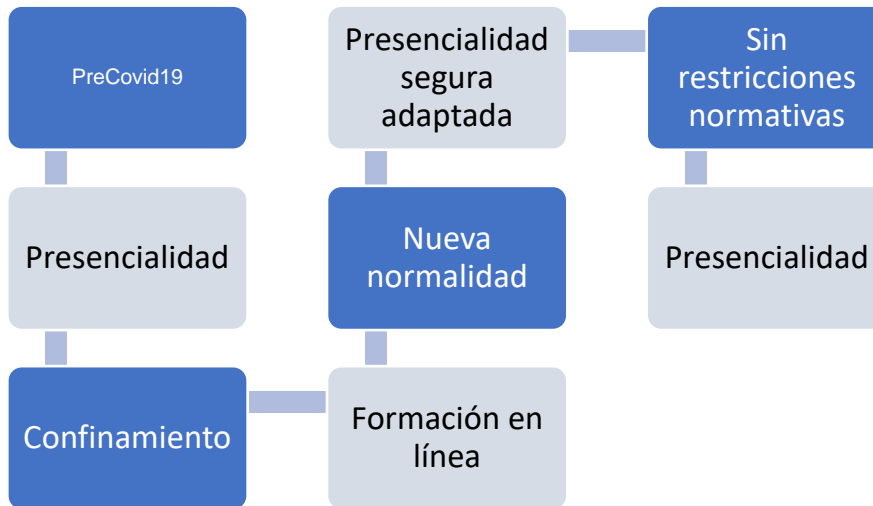 PreCovid19
Presencialidad
Confinamiento
Formación en
línea
Nueva
normalidad
Presencialidad
segura
adaptada
Sin
restricciones
normativas
Presencialidad